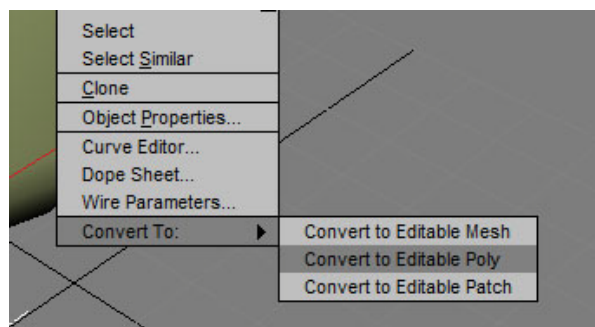 Select
Select Similar
Clone
Object Properties...
Curve Editor...
Dope Sheet...
Wire Parameters...
Convert To:
Convert to Editable Mesh
Convert to Editable Poly
Convert to Editable Patch